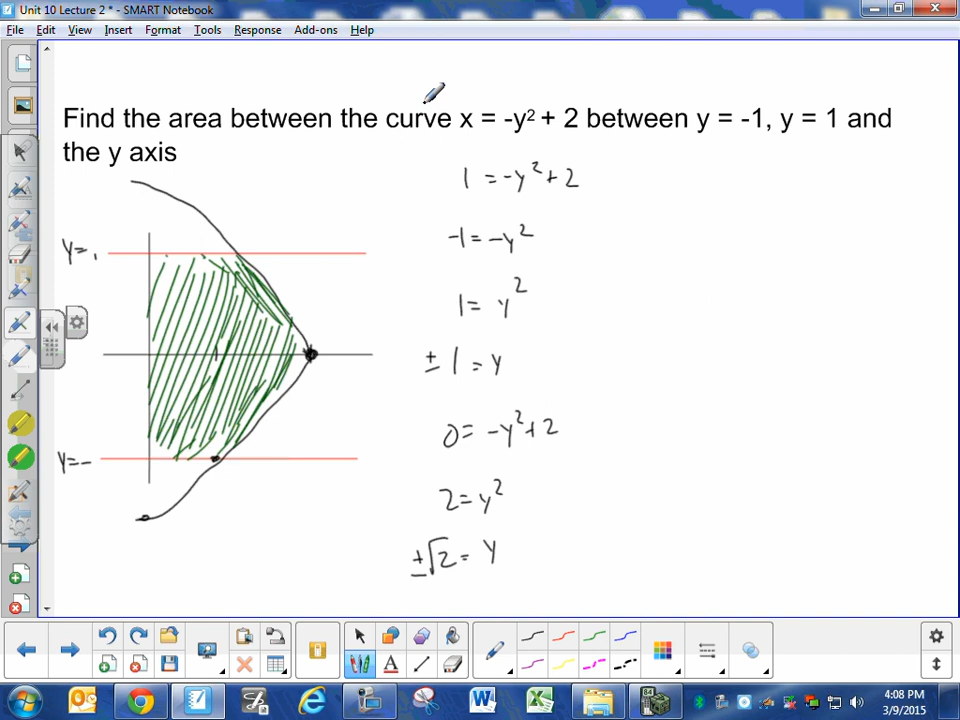 Unit 10 Lecture 2 * - SMART Notebook
File Edit View Insert Format Tools Response Add-ons Help
Find the area between the curve x = -y² + 2 between y = -1, y = 1 and
the y axis
1 = -y² + 2
-1 = -y²
y = 1
1 = y²
± 1 = y
0 = -y² + 2
y = -
2 = y²
±√2 = y
A
W
84
4:08 PM
3/9/2015